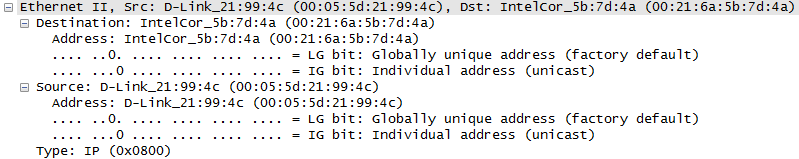 Ethernet II, Src: D-Link_21:99:4c (00:05:5d:21:99:4c), Dst: IntelCor_5b:7d:4a (00:21:6a:5b:7d:4a)
Destination: IntelCor_5b:7d:4a (00:21:6a:5b:7d:4a)
Address: IntelCor_5b:7d:4a (00:21:6a:5b:7d:4a)
.... ..0. .... .... .... .... = LG bit: Globally unique address (factory default)
.... ...0 .... .... .... .... = IG bit: Individual address (unicast)
Source: D-Link_21:99:4c (00:05:5d:21:99:4c)
Address: D-Link_21:99:4c (00:05:5d:21:99:4c)
.... ..0. .... .... .... .... = LG bit: Globally unique address (factory default)
.... ...0 .... .... .... .... = IG bit: Individual address (unicast)
Type: IP (0x0800)